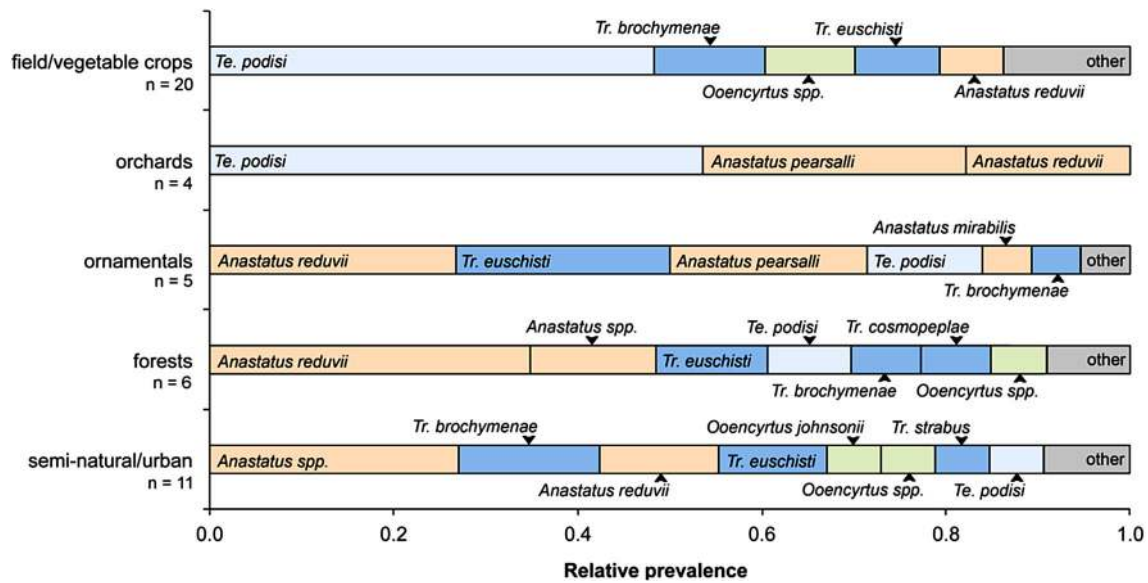 Tr. brochymenae
Tr. euschisti
field/vegetable crops
n = 20
Te. podisi
other
Ooencyrtus spp.
Anastatus reduvii
orchards
n = 4
Te. podisi
Anastatus pearsalli
Anastatus reduvii
Anastatus mirabilis
ornamentals
n = 5
Anastatus reduvii
Tr. euschisti
Anastatus pearsalli
Te. podisi
other
Tr. brochymenae
Anastatus spp.
Te. podisi
Tr. cosmopeplae
forests
n = 6
Anastatus reduvii
Tr. euschisti
other
Tr. brochymenae
Ooencyrtus spp.
Tr. brochymenae
Ooencyrtus johnsonii
Tr. strabus
semi-natural/urban
n = 11
Anastatus spp.
Tr. euschisti
other
Anastatus reduvii
Ooencyrtus spp.
Te. podisi
0.0 0.2 0.4 0.6 0.8 1.0
Relative prevalence